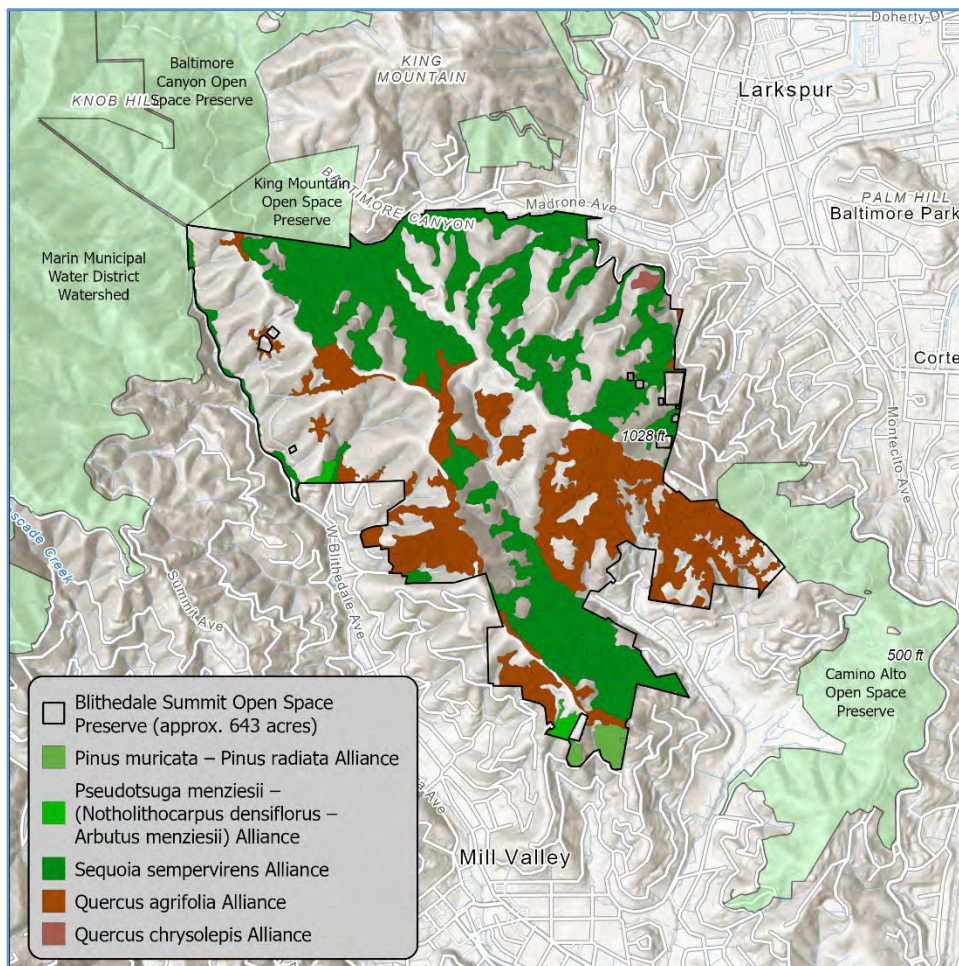 Doherty D
KING
MOUNTAIN
Baltimore
Canyon Open
Space Preserve
KNOB HILL
Larkspur
King Mountain
Open Space
Preserve
BALTIMORE CANYON
Madrone Ave
PALM HILL
Baltimore Park
Marin Municipal
Water District
Watershed
Corte
Montecito Ave
1028 ft
W Blithedale Ave
ascade Creek
Summit Ave
500 ft
Camino Alto
Open Space
Preserve
Blithedale Summit Open Space
Preserve (approx. 643 acres)
Pinus muricata – Pinus radiata Alliance
Pseudotsuga menziesii –
(Notholithocarpus densiflorus –
Arbutus menziesii) Alliance
Sequoia sempervirens Alliance
Quercus agrifolia Alliance
Quercus chrysolepis Alliance
a Ave
Mill Valley